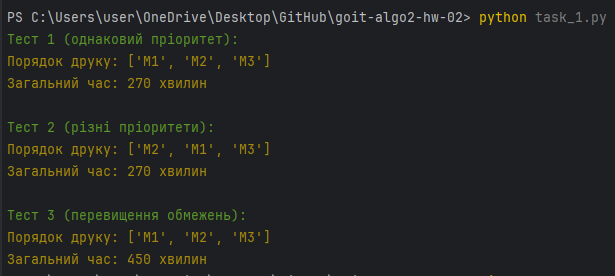 PS C:\Users\user\OneDrive\Desktop\GitHub\goit-algo2-hw-02> python task_1.py
Тест 1 (однаковий пріоритет):
Порядок друку: ['M1', 'M2', 'M3']
Загальний час: 270 хвилин
Тест 2 (різні пріоритети):
Порядок друку: ['M2', 'M1', 'M3']
Загальний час: 270 хвилин
Тест 3 (перевищення обмежень):
Порядок друку: ['M1', 'M2', 'M3']
Загальний час: 450 хвилин